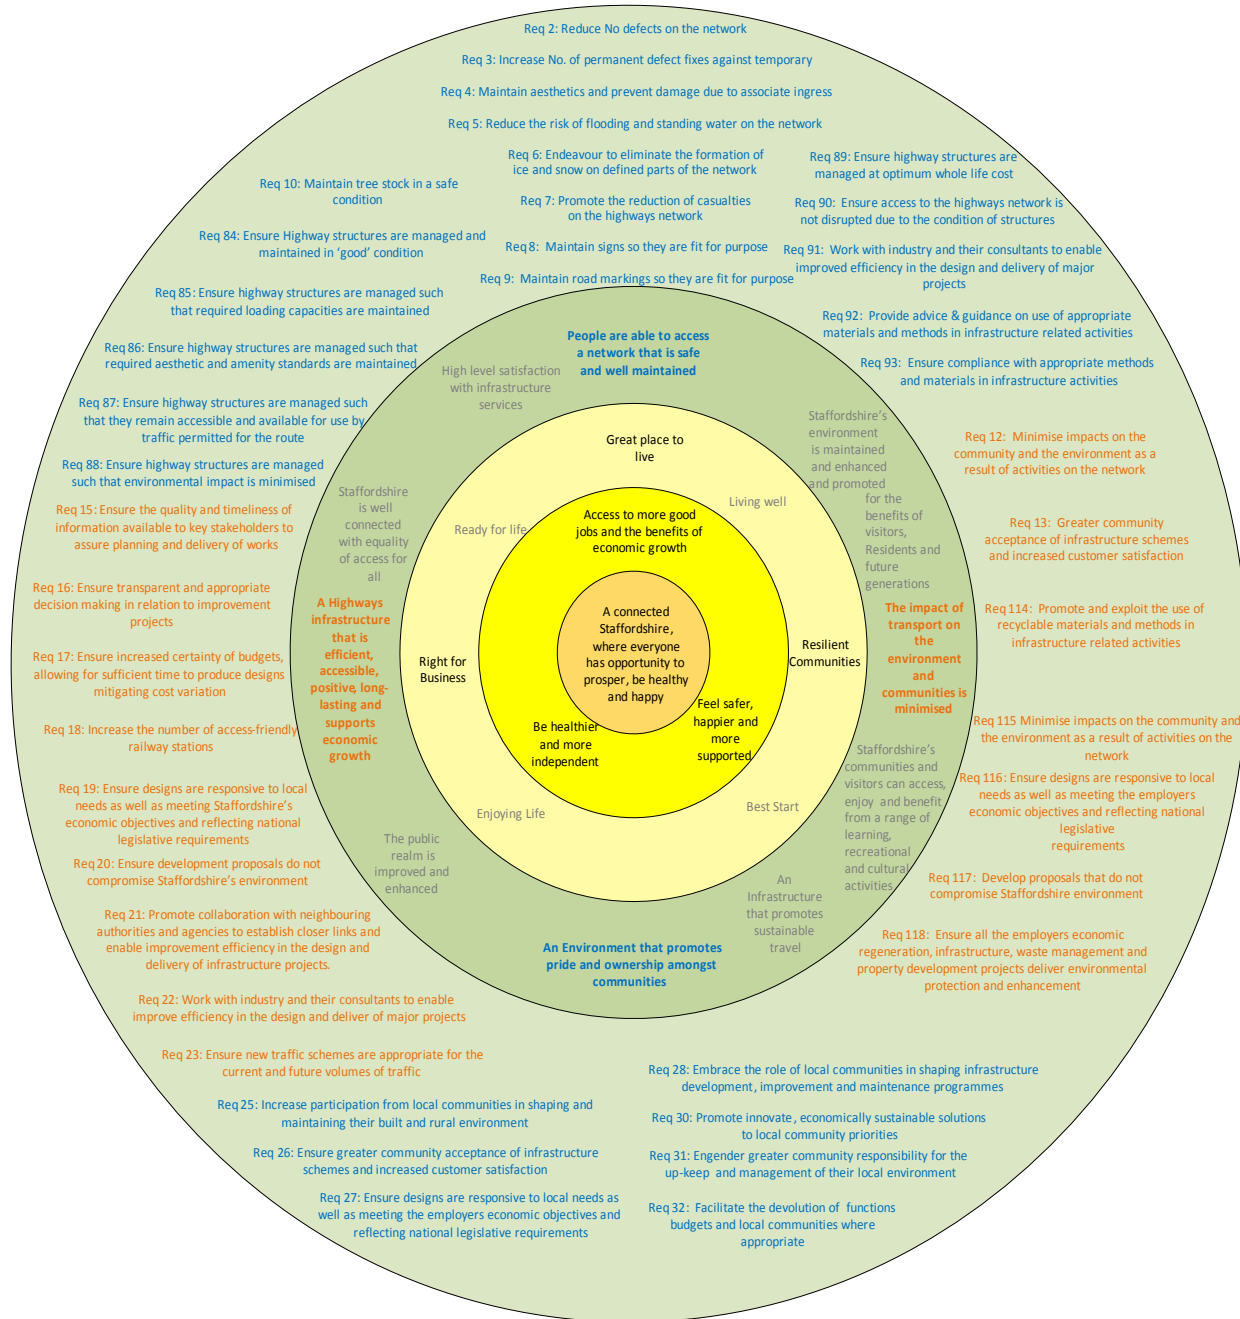 Req 2: Reduce No defects on the network
Req 3: Increase No. of permanent defect fixes against temporary
Req 4: Maintain aesthetics and prevent damage due to associate ingress
Req 5: Reduce the risk of flooding and standing water on the network
Req 6: Endeavour to eliminate the formation of
ice and snow on defined parts of the network
Req 7: Promote the reduction of casualties
on the highways network
Req 8: Maintain signs so they are fit for purpose
Req 9: Maintain road markings so they are fit for purpose
Req 10: Maintain tree stock in a safe
condition
Req 84: Ensure Highway structures are managed and
maintained in ‘good’ condition
Req 85: Ensure highway structures are managed such
that required loading capacities are maintained
Req 86: Ensure highway structures are managed such that
required aesthetic and amenity standards are maintained
Req 87: Ensure highway structures are managed such
that they remain accessible and available for use by
traffic permitted for the route
Req 88: Ensure highway structures are managed
such that environmental impact is minimised
Req 89: Ensure highway structures are
managed at optimum whole life cost
Req 90: Ensure access to the highways network is
not disrupted due to the condition of structures
Req 91: Work with industry and their consultants to enable
improved efficiency in the design and delivery of major
projects
Req 92: Provide advice & guidance on use of appropriate
materials and methods in infrastructure related activities
Req 93: Ensure compliance with appropriate methods
and materials in infrastructure activities
Req 12: Minimise impacts on the
community and the environment as a
result of activities on the network
Req 13: Greater community
acceptance of infrastructure schemes
and increased customer satisfaction
Req 114: Promote and exploit the use of
recyclable materials and methods in
infrastructure related activities
Req 115 Minimise impacts on the community and
the environment as a result of activities on the
network
Req 116: Ensure designs are responsive to local
needs as well as meeting the employers
economic objectives and reflecting national
legislative
requirements
Req 117: Develop proposals that do not
compromise Staffordshire environment
Req 118: Ensure all the employers economic
regeneration, infrastructure, waste management and
property development projects deliver environmental
protection and enhancement
Req 15: Ensure the quality and timeliness of
information available to key stakeholders to
assure planning and delivery of works
Req 16: Ensure transparent and appropriate
decision making in relation to improvement
projects
Req 17: Ensure increased certainty of budgets,
allowing for sufficient time to produce designs
mitigating cost variation
Req 18: Increase the number of access-friendly
railway stations
Req 19: Ensure designs are responsive to local
needs as well as meeting Staffordshire’s
economic objectives and reflecting national
legislative requirements
Req 20: Ensure development proposals do not
compromise Staffordshire’s environment
Req 21: Promote collaboration with neighbouring
authorities and agencies to establish closer links and
enable improvement efficiency in the design and
delivery of infrastructure projects.
Req 22: Work with industry and their consultants to enable
improve efficiency in the design and deliver of major projects
Req 23: Ensure new traffic schemes are appropriate for the
current and future volumes of traffic
Req 25: Increase participation from local communities in shaping and
maintaining their built and rural environment
Req 26: Ensure greater community acceptance of infrastructure
schemes and increased customer satisfaction
Req 27: Ensure designs are responsive to local needs as
well as meeting the employers economic objectives and
reflecting national legislative requirements
Req 28: Embrace the role of local communities in shaping infrastructure
development, improvement and maintenance programmes
Req 30: Promote innovate, economically sustainable solutions
to local community priorities
Req 31: Engender greater community responsibility for the
up-keep and management of their local environment
Req 32: Facilitate the devolution of functions
budgets and local communities where
appropriate
People are able to access
a network that is safe
and well maintained
High level satisfaction
with infrastructure
services
Staffordshire’s
environment
is maintained
and enhanced
and promoted
for the
benefits of
visitors,
Residents and
future
generations
Staffordshire
is well
connected
with equality
of access for
all
A Highways
infrastructure
that is
efficient,
accessible,
positive, long-
lasting and
supports
economic
growth
The impact of
transport on
the
environment
and
communities is
minimised
The public
realm is
improved and
enhanced
Staffordshire’s
communities and
visitors can access,
enjoy and benefit
from a range of
learning,
recreational
and cultural
activities
An
Infrastructure
that promotes
sustainable
travel
An Environment that promotes
pride and ownership amongst
communities
Great place to
live
Living well
Ready for life
Right for
Business
Resilient
Communities
Enjoying Life
Best Start
Access to more good
jobs and the benefits of
economic growth
Be healthier
and more
independent
Feel safer,
happier and
more
supported
A connected
Staffordshire,
where everyone
has opportunity to
prosper, be healthy
and happy